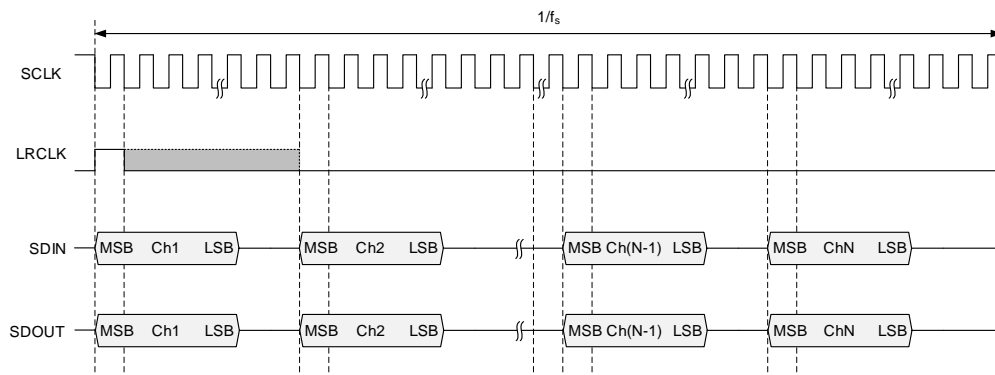 1/fs
SCLK
LRCLK
SDIN MSB Ch1 LSB MSB Ch2 LSB MSB Ch(N-1) LSB MSB ChN LSB
SDOUT MSB Ch1 LSB MSB Ch2 LSB MSB Ch(N-1) LSB MSB ChN LSB